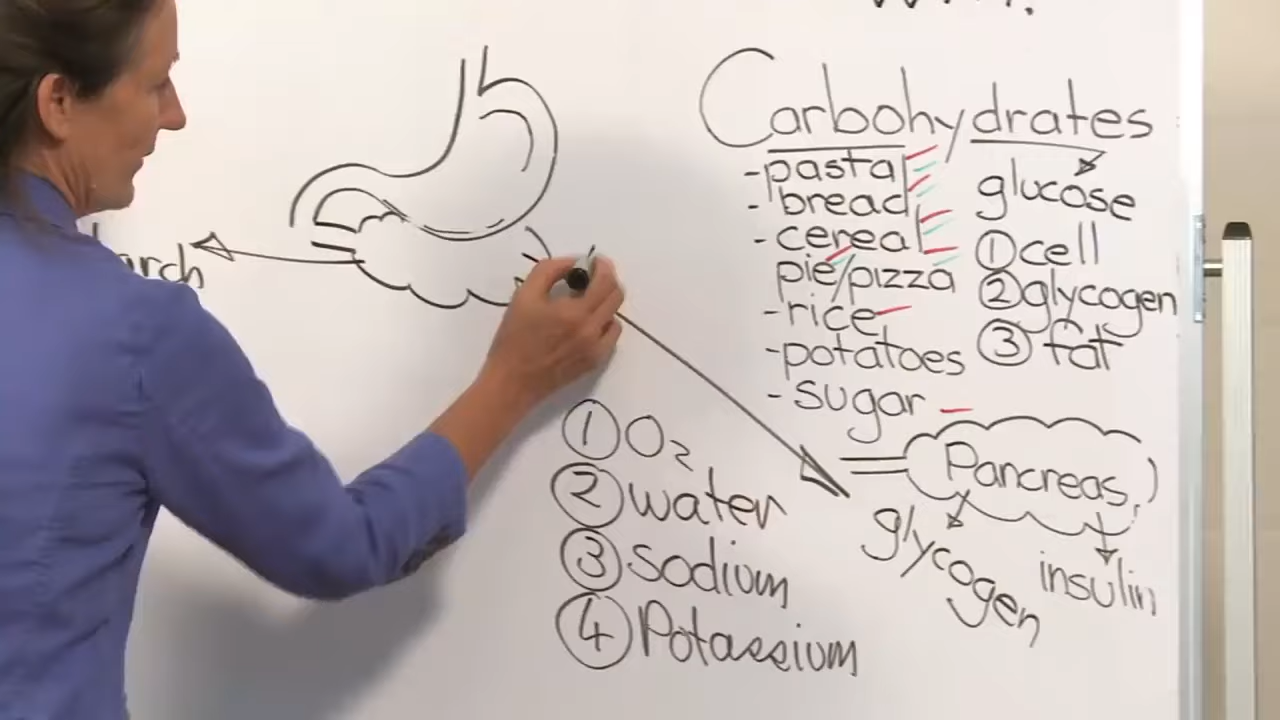 Carbohydrates
- pasta
- bread
- cereal
pie/pizza
- rice
- potatoes
- sugar
glucose
① cell
② glycogen
③ fat
Pancreas
glycogen
insulin
① O₂
② water
③ sodium
④ Potassium